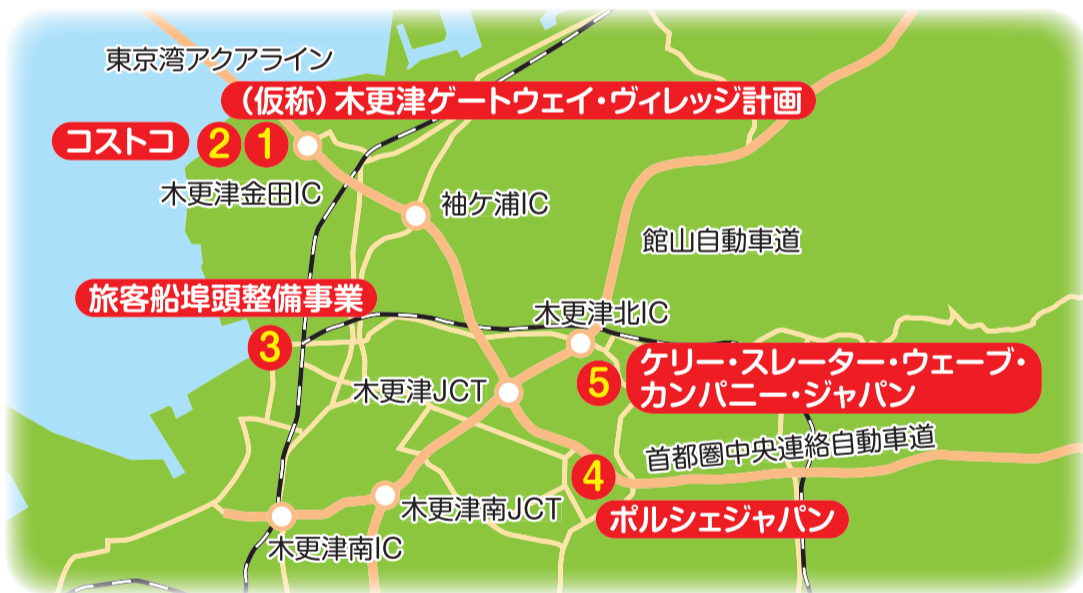 東京湾アクアライン
(仮称)木更津ゲートウェイ・ヴィレッジ計画
コストコ 2 1
木更津金田IC
袖ケ浦IC
館山自動車道
旅客船埠頭整備事業
3
木更津北IC
5 ケリー・スレーター・ウェーブ・
カンパニー・ジャパン
木更津JCT
首都圏中央連絡自動車道
4
ポルシェジャパン
木更津南JCT
木更津南IC